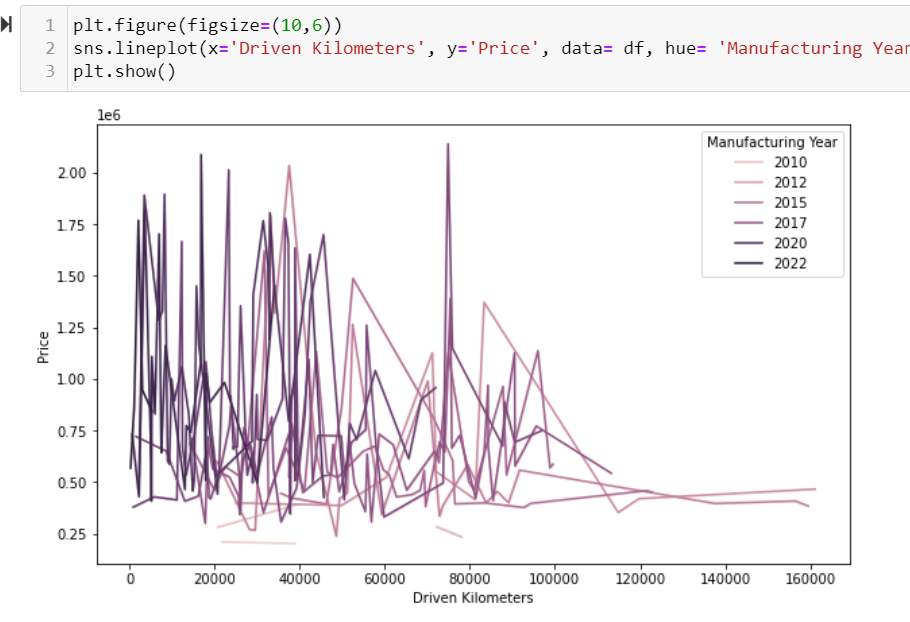 1 plt.figure(figsize=(10,6))
2 sns.lineplot(x='Driven Kilometers', y='Price', data= df, hue= 'Manufacturing Year
3 plt.show()
1e6
Manufacturing Year
2010
2012
2015
2017
2020
2022
2.00
1.75
1.50
1.25
1.00
0.75
0.50
0.25
Price
0 20000 40000 60000 80000 100000 120000 140000 160000
Driven Kilometers